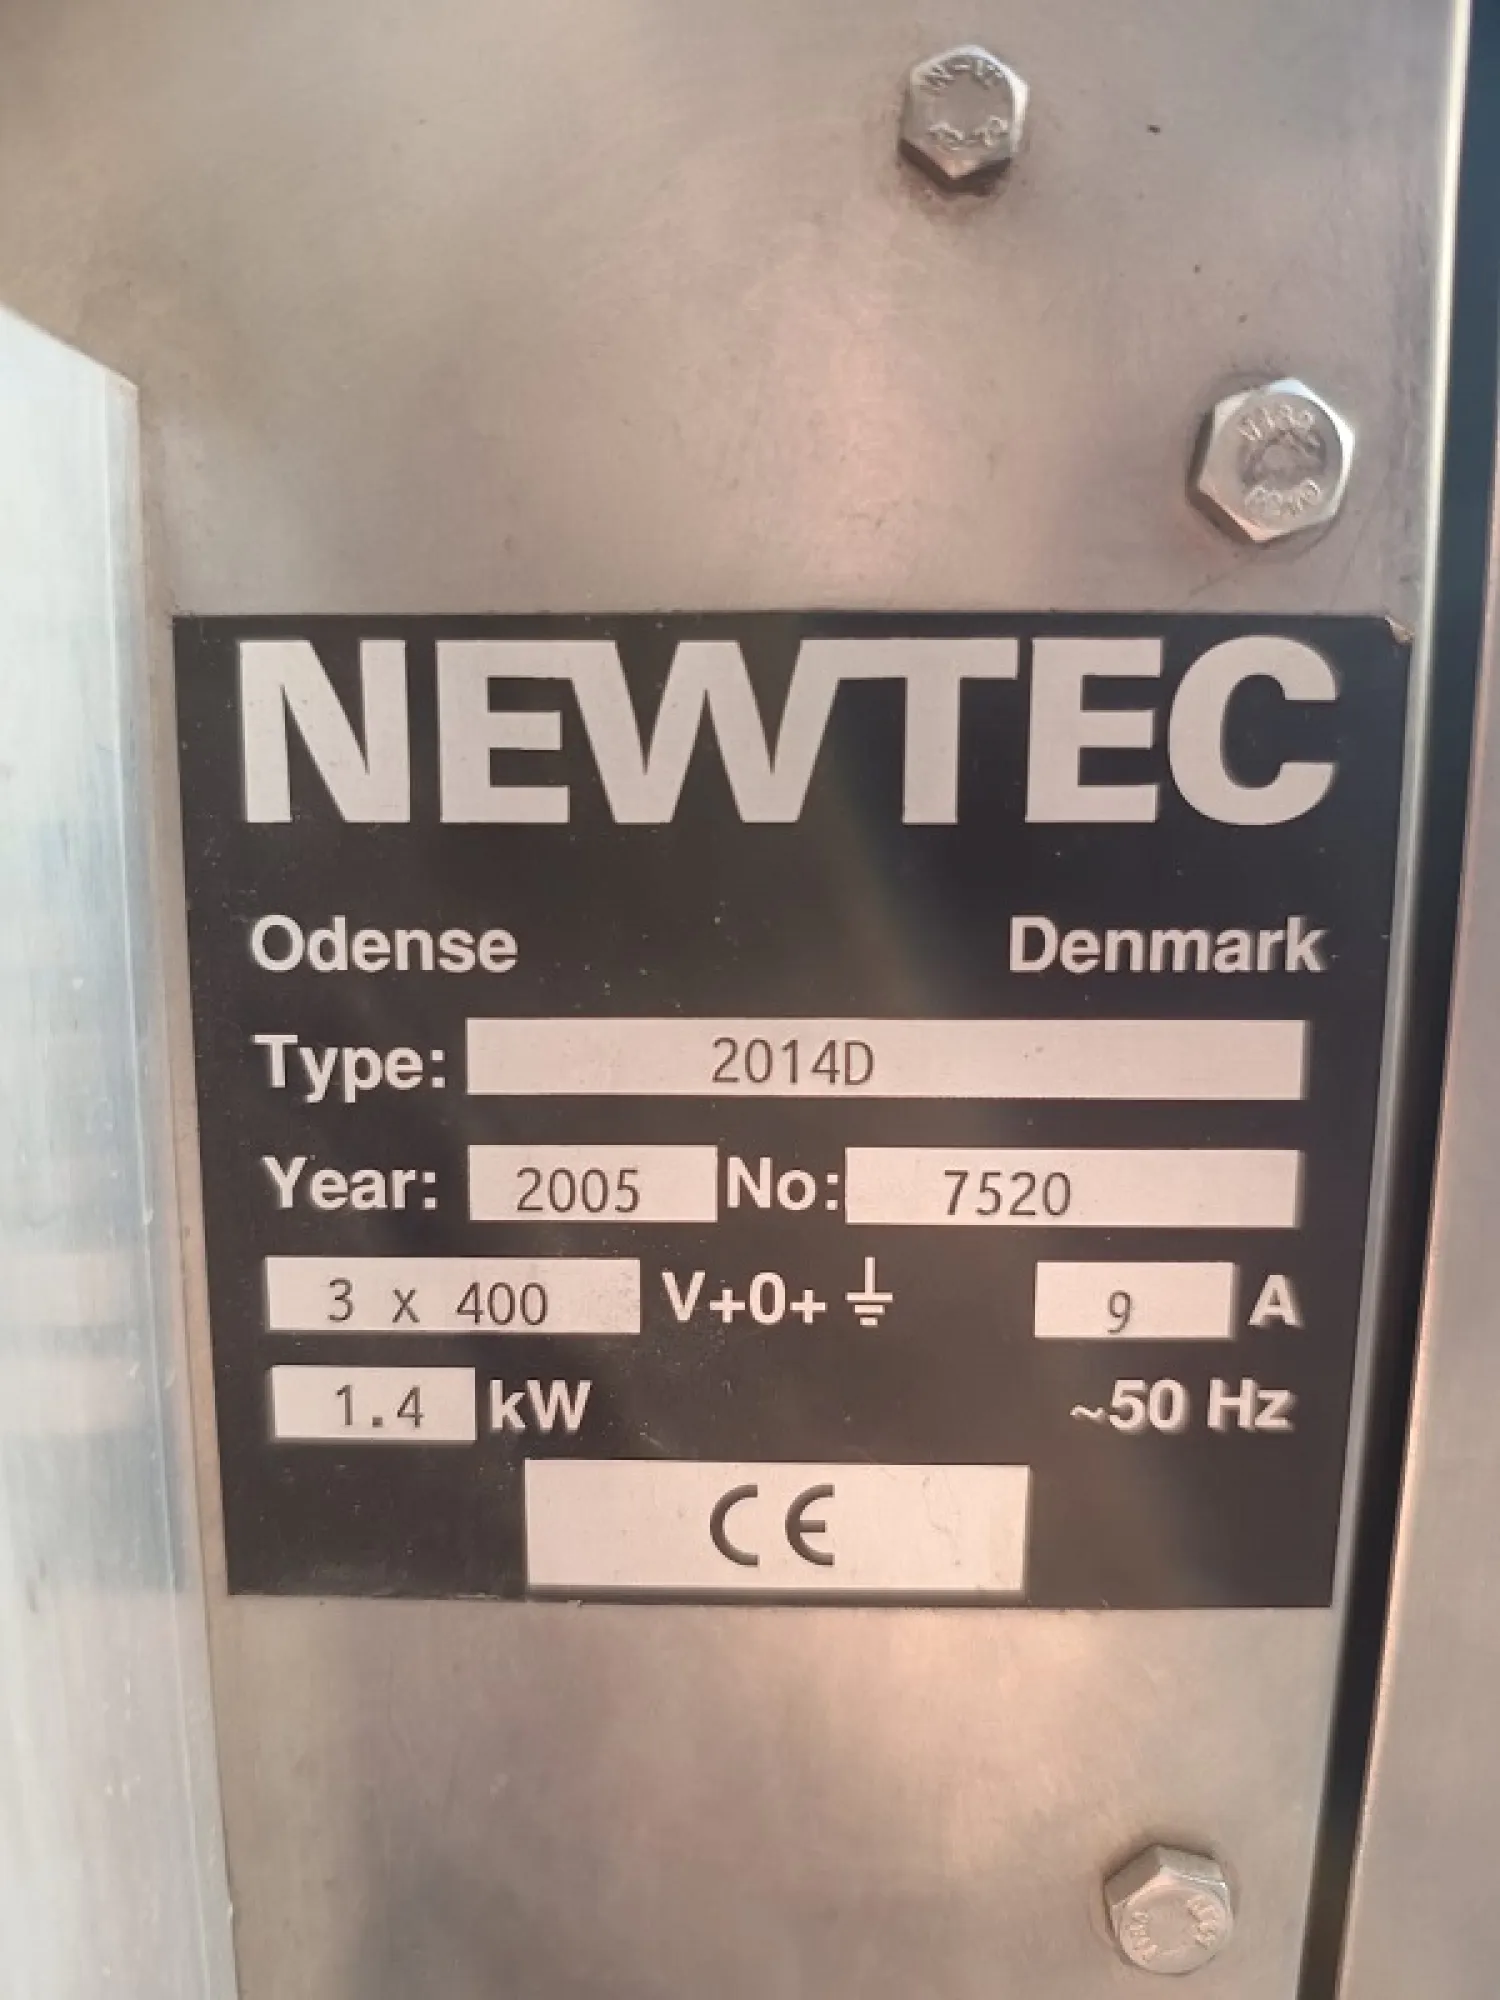 NEWTEC
Odense Denmark
Type: 2014D
Year: 2005 No: 7520
3 x 400 V+0+⏚ 9 A
1.4 kW ~50 Hz
CE